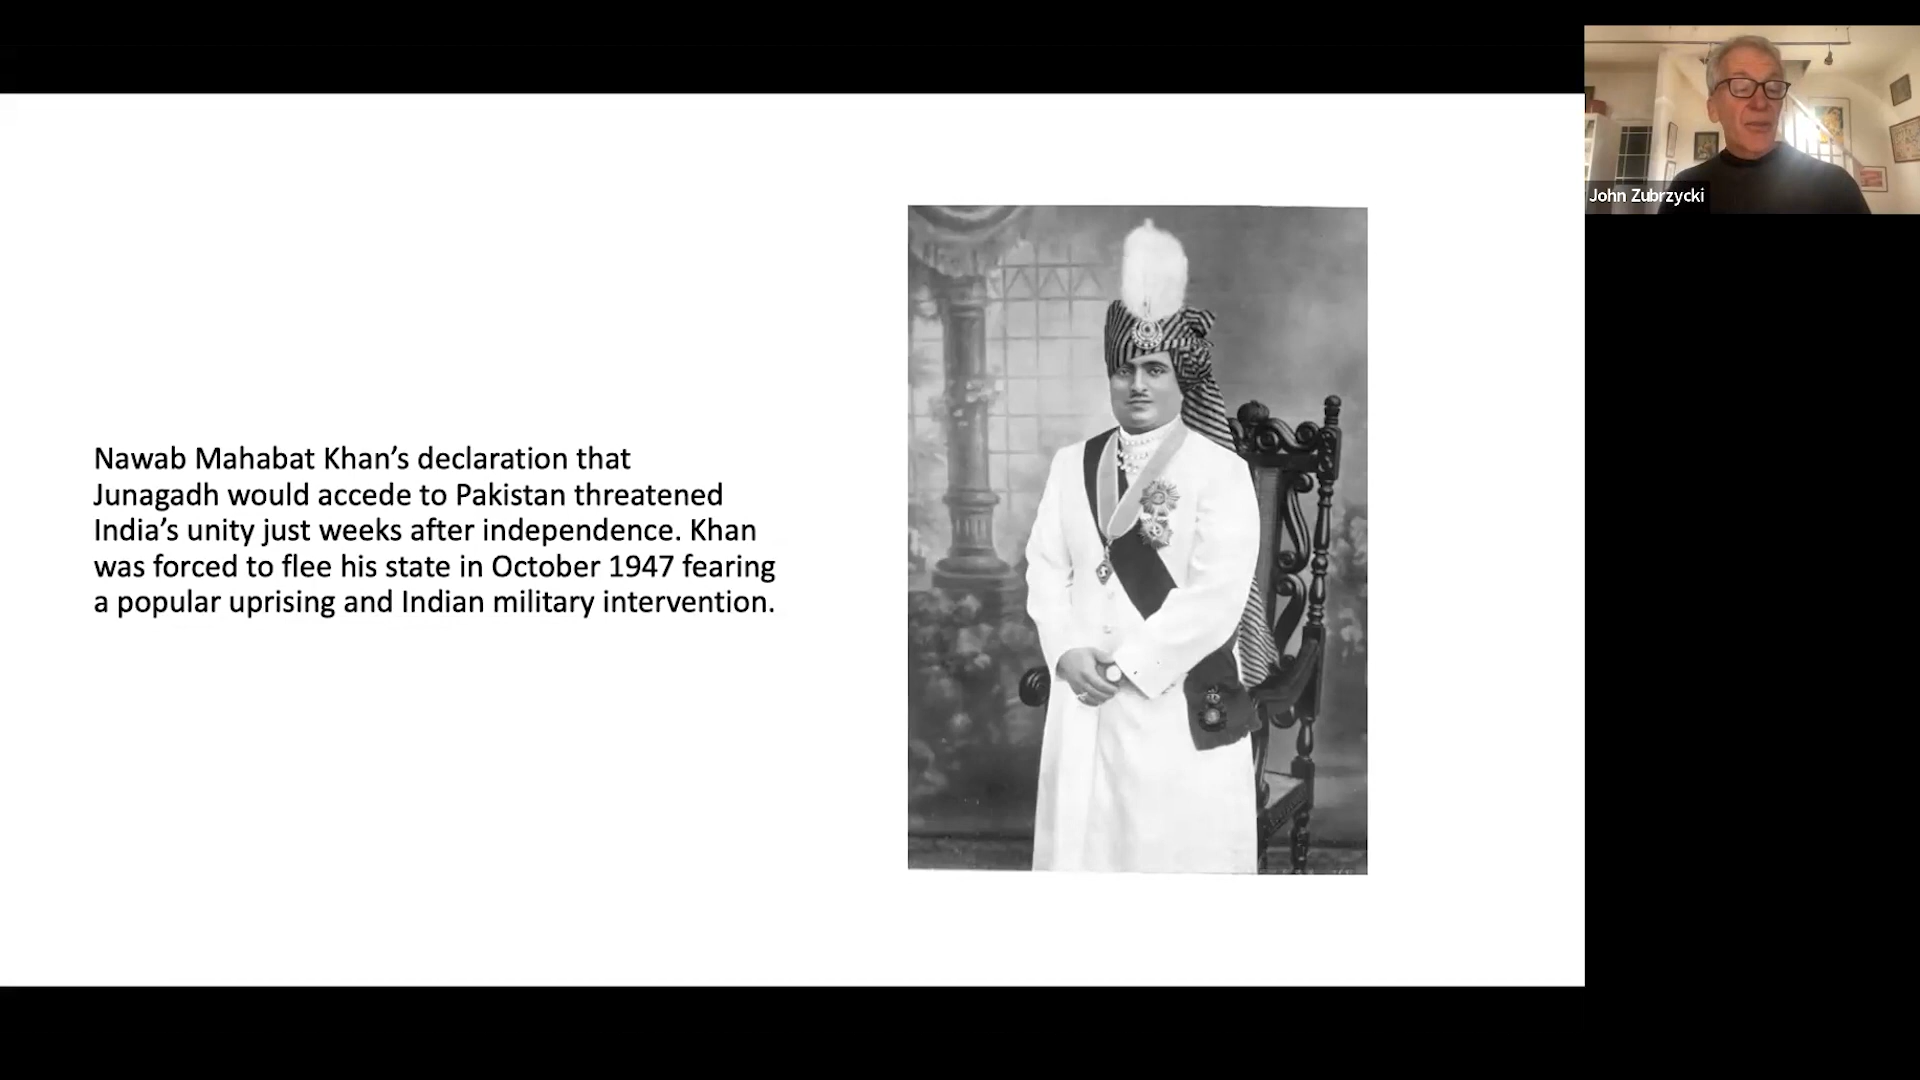 Nawab Mahabat Khan’s declaration that
Junagadh would accede to Pakistan threatened
India’s unity just weeks after independence. Khan
was forced to flee his state in October 1947 fearing
a popular uprising and Indian military intervention.
John Zubrzycki